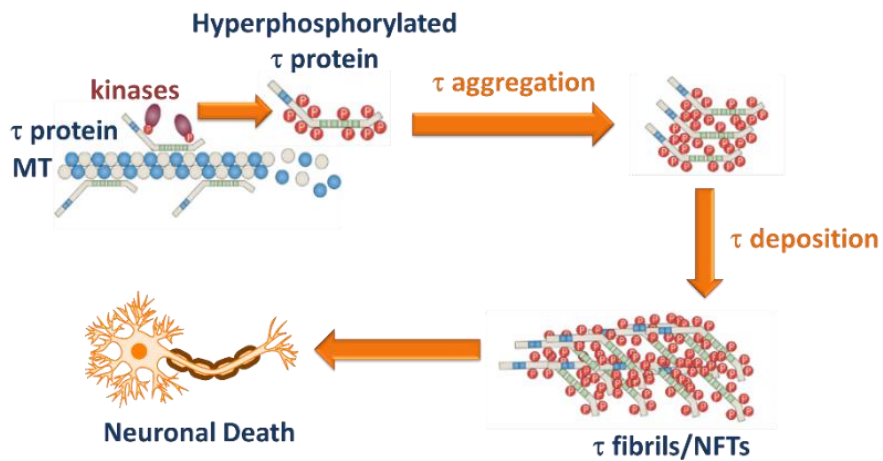 Hyperphosphorylated
τ protein
kinases
τ aggregation
τ protein
MT
τ deposition
Neuronal Death
τ fibrils/NFTs